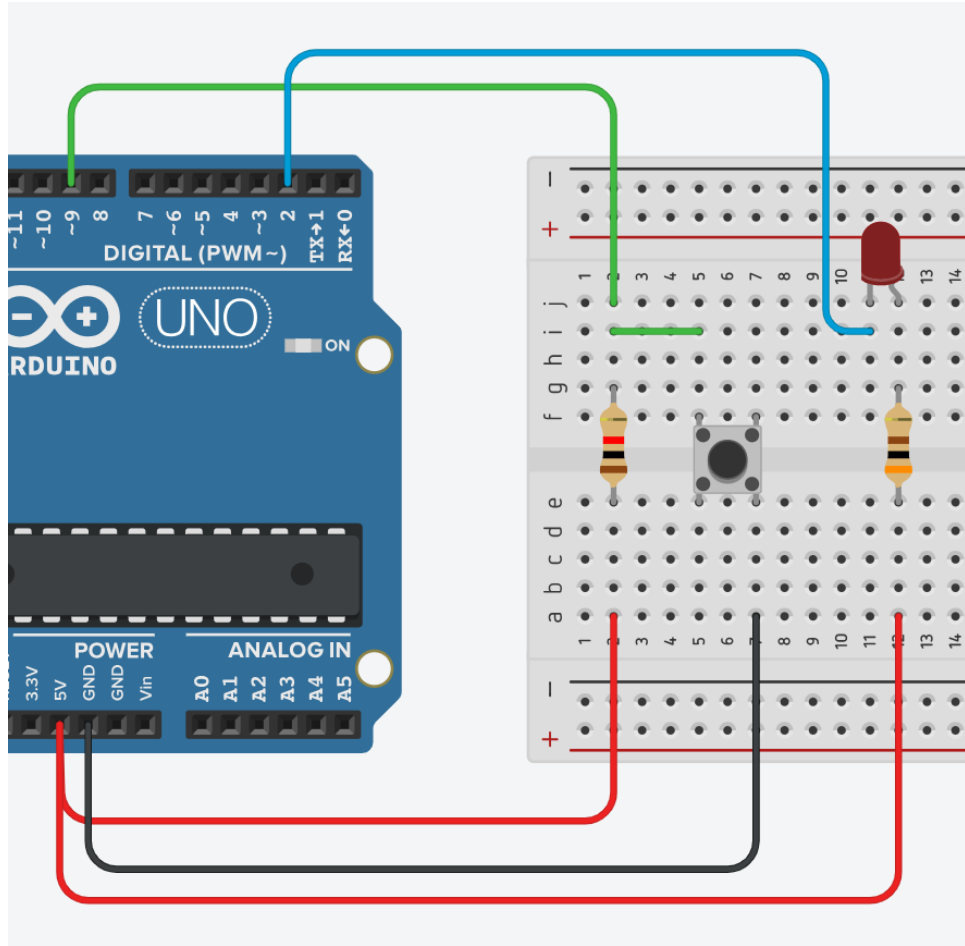 ~11 ~10 ~9 8 7 ~6 ~5 4 ~3 2 TX→1 RX←0
DIGITAL (PWM~)
UNO
ON
RDUINO
POWER ANALOG IN
3.3V 5V GND GND Vin A0 A1 A2 A3 A4 A5
-
+
1 2 3 4 5 6 7 8 9 10 13 14
j
i
h
g
f
e
d
c
b
a
1 2 3 4 5 6 7 8 9 10 11 12 13 14
-
+